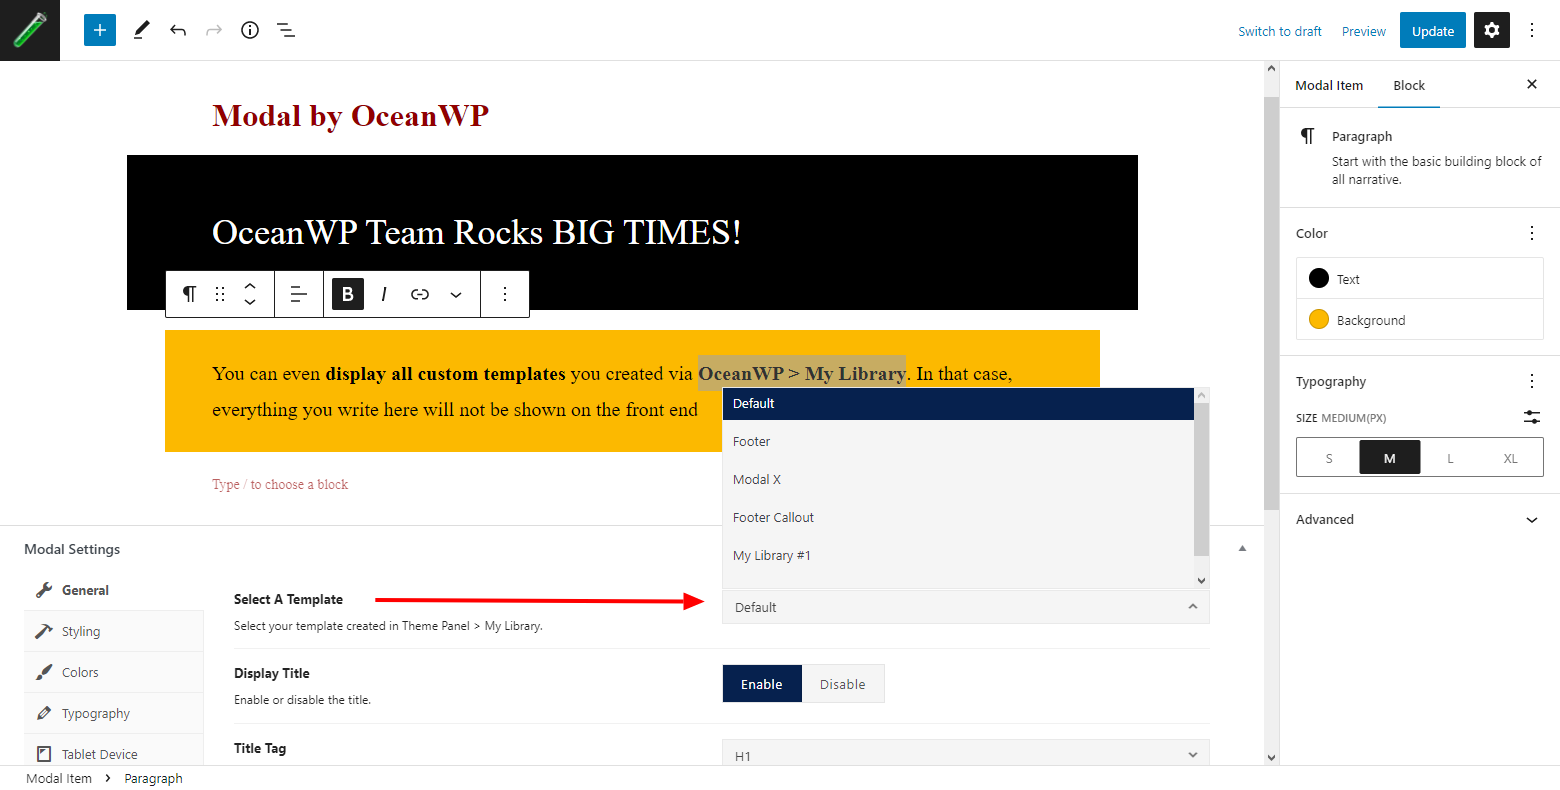 Switch to draft Preview Update
Modal by OceanWP
OceanWP Team Rocks BIG TIMES!
B I
You can even display all custom templates you created via OceanWP > My Library. In that case,
everything you write here will not be shown on the front end
Type / to choose a block
Default
Footer
Modal X
Footer Callout
My Library #1
Modal Settings
General
Styling
Colors
Typography
Tablet Device
Select A Template
Select your template created in Theme Panel > My Library.
Default
Display Title
Enable or disable the title.
Enable Disable
Title Tag
H1
Modal Item Block
Paragraph
Start with the basic building block of
all narrative.
Color
Text
Background
Typography
SIZE MEDIUM(PX)
S M L XL
Advanced
Modal Item > Paragraph